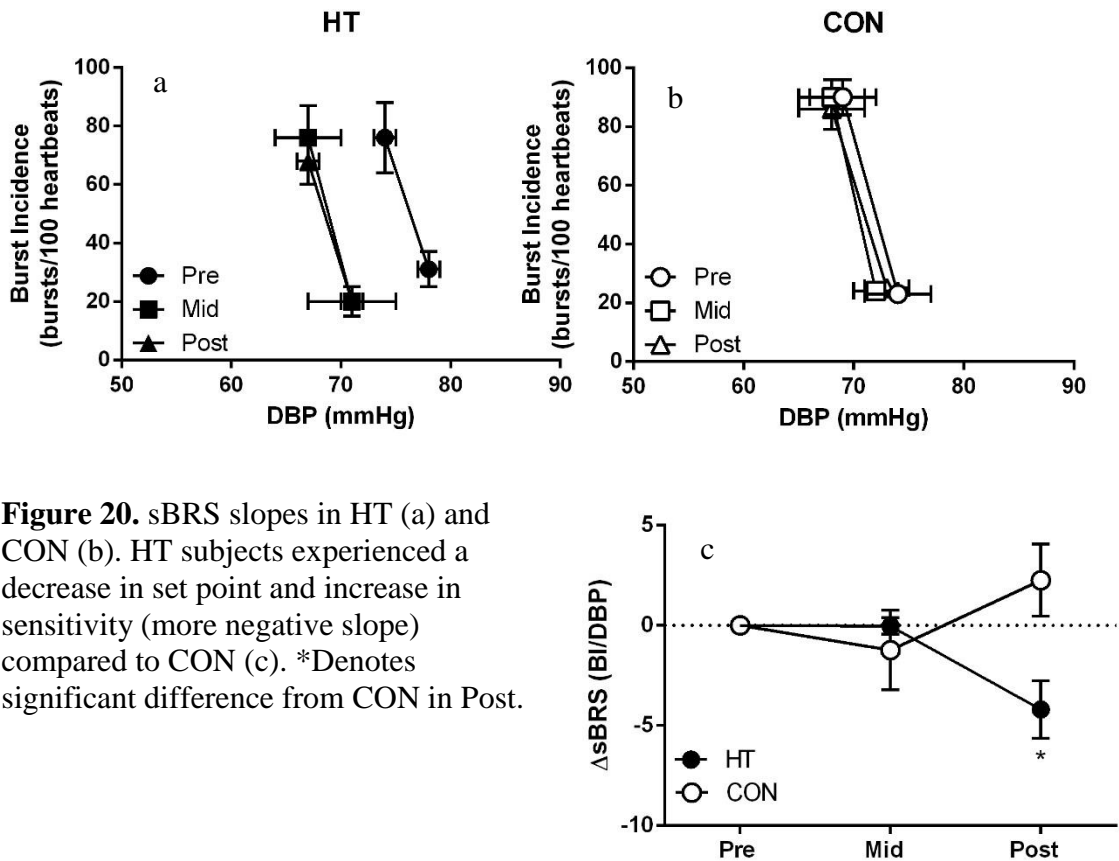 HT
CON
a
b
Burst Incidence
(bursts/100 heartbeats)
100
80
60
40
20
0
Pre
Mid
Post
50 60 70 80 90
DBP (mmHg)
Burst Incidence
(bursts/100 heartbeats)
100
80
60
40
20
0
Pre
Mid
Post
50 60 70 80 90
DBP (mmHg)
Figure 20. sBRS slopes in HT (a) and
CON (b). HT subjects experienced a
decrease in set point and increase in
sensitivity (more negative slope)
compared to CON (c). *Denotes
significant difference from CON in Post.
c
ΔsBRS (BI/DBP)
5
0
-5
-10
*
HT
CON
Pre Mid Post